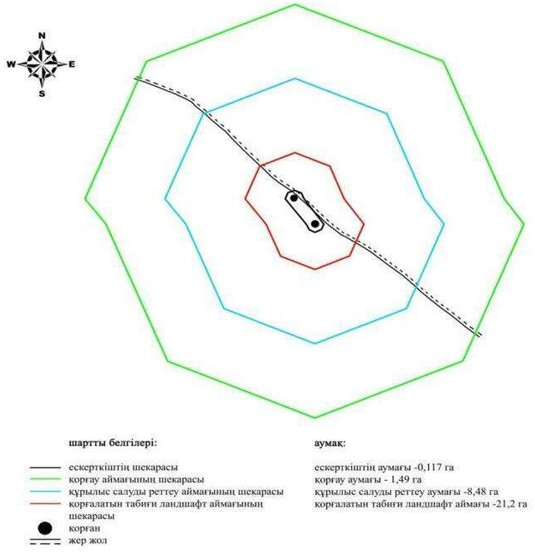 N
W E
S
шартты белгілері: аумақ:
ескерткіштің шекарасы ескерткіштің аумағы -0,117 га
қорғау аймағының шекарасы қорғау аумағы - 1,49 га
құрылыс салуды реттеу аймағының шекарасы құрылыс салуды реттеу аумағы -8,48 га
қорғалатын табиғи ландшафт аймағының қорғалатын табиғи ландшафт аймағы -21,2 га
шекарасы
қорған
жер жол